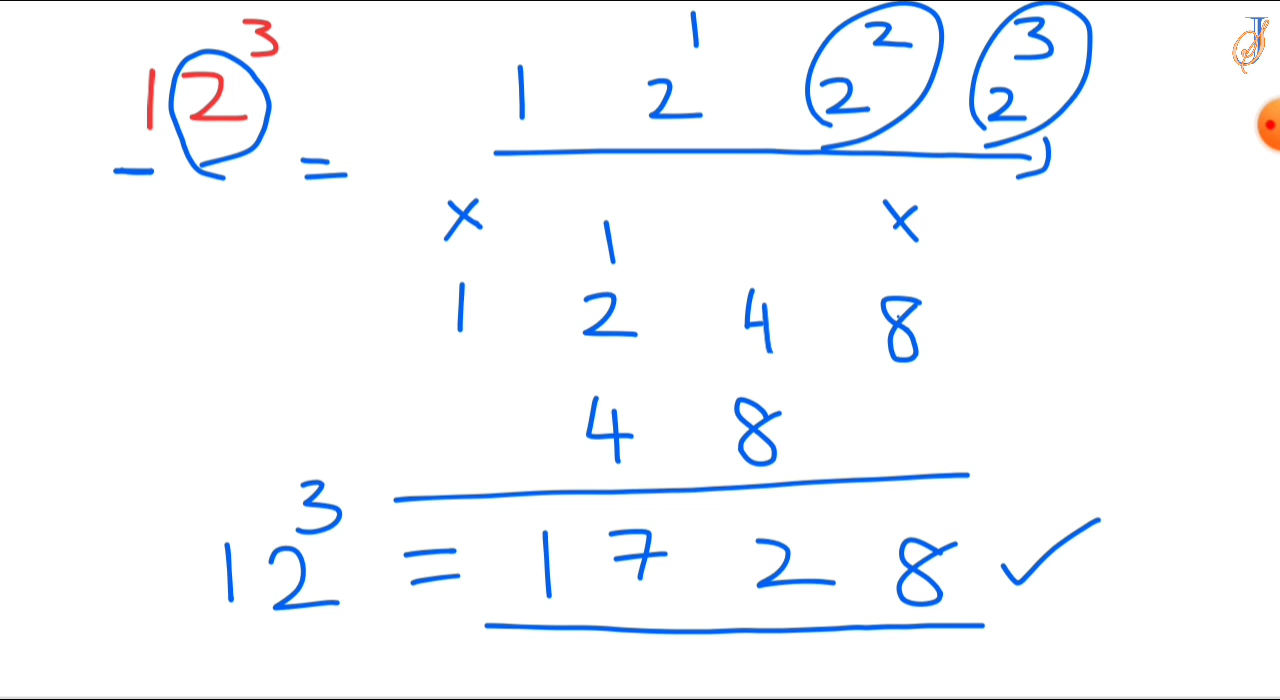 12³ = 1 2¹ 2² 2³
× ×
1
1 2 4 8
4 8
12³ = 1 7 2 8 ✓